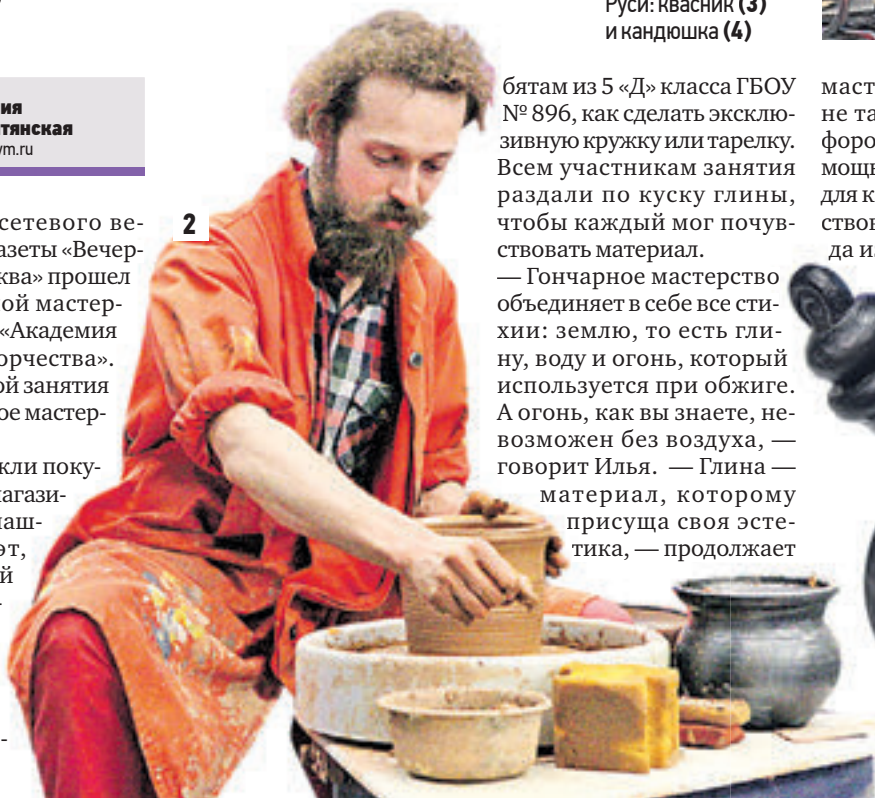 Руси: квасник (3)
и кандюшка (4)
ия
тянская
vm.ru
2
сетевого ве-
азеты «Вечер-
ква» прошел
ой мастер-
«Академия
орчества».
ой занятия
ое мастер-
кли поку-
агази-
наш-
эт,
й
бятам из 5 «Д» класса ГБОУ
№ 896, как сделать эксклю-
зивную кружку или тарелку.
Всем участникам занятия
раздали по куску глины,
чтобы каждый мог почув-
ствовать материал.
— Гончарное мастерство
объединяет в себе все сти-
хии: землю, то есть гли-
ну, воду и огонь, который
используется при обжиге.
А огонь, как вы знаете, не-
возможен без воздуха, —
говорит Илья. — Глина —
материал, которому
присуща своя эсте-
тика, — продолжает
маст
не та
форо
мощь
для к
ство
да и